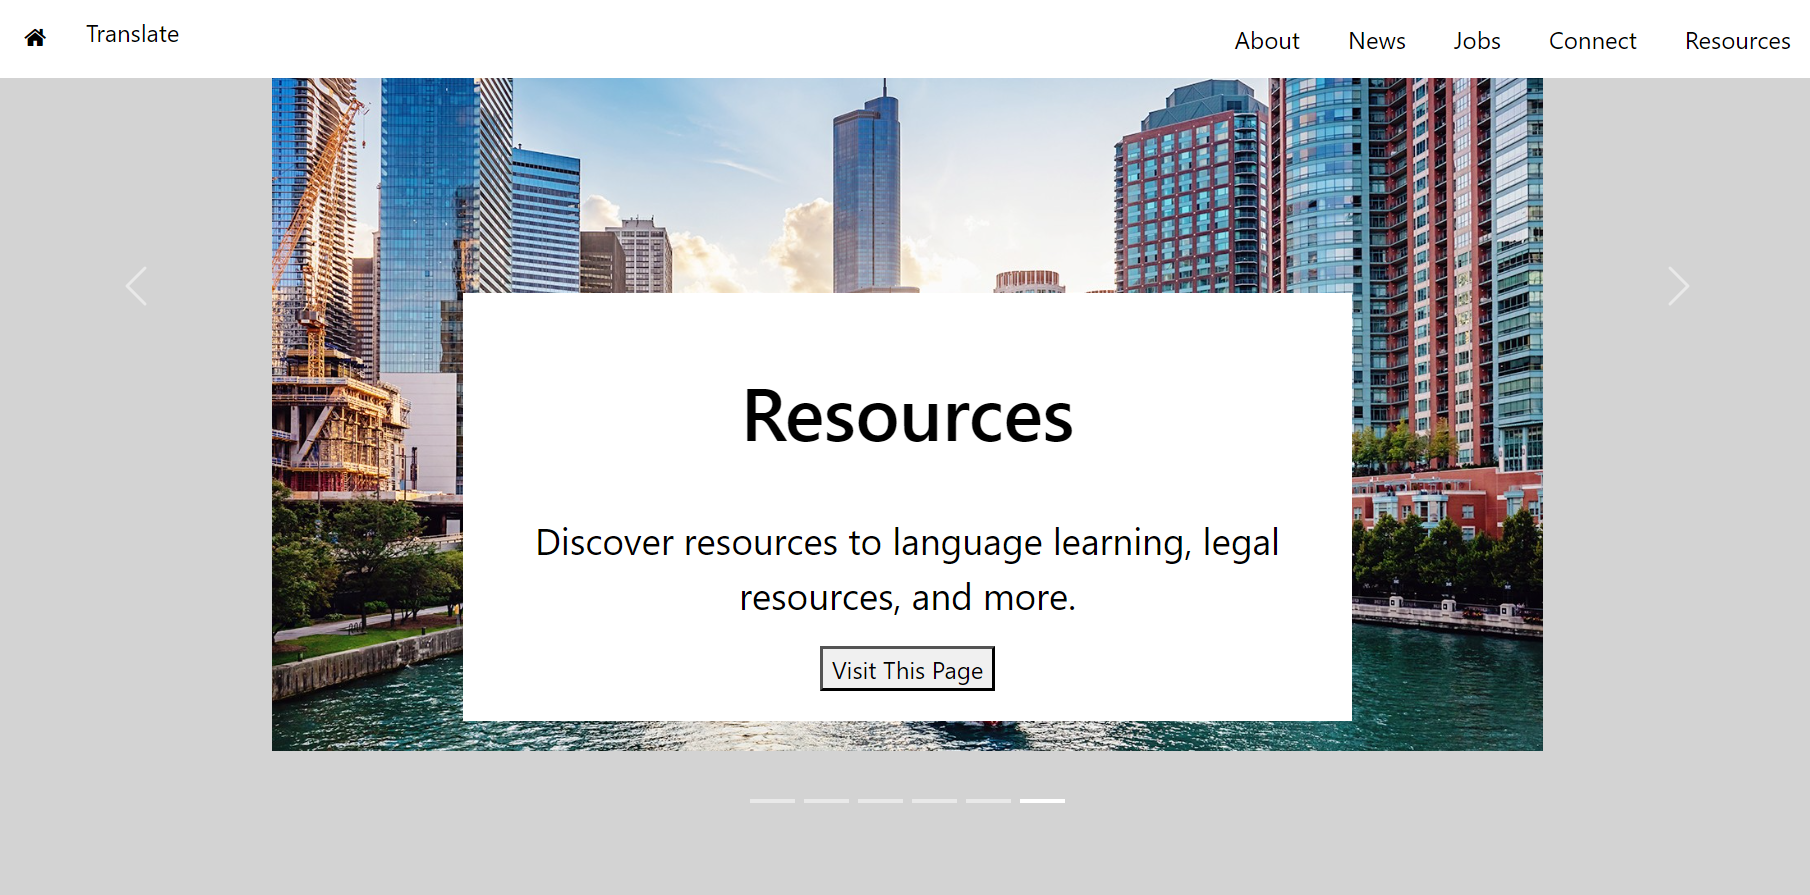 Translate
About
News
Jobs
Connect
Resources
Resources
Discover resources to language learning, legal
resources, and more.
Visit This Page